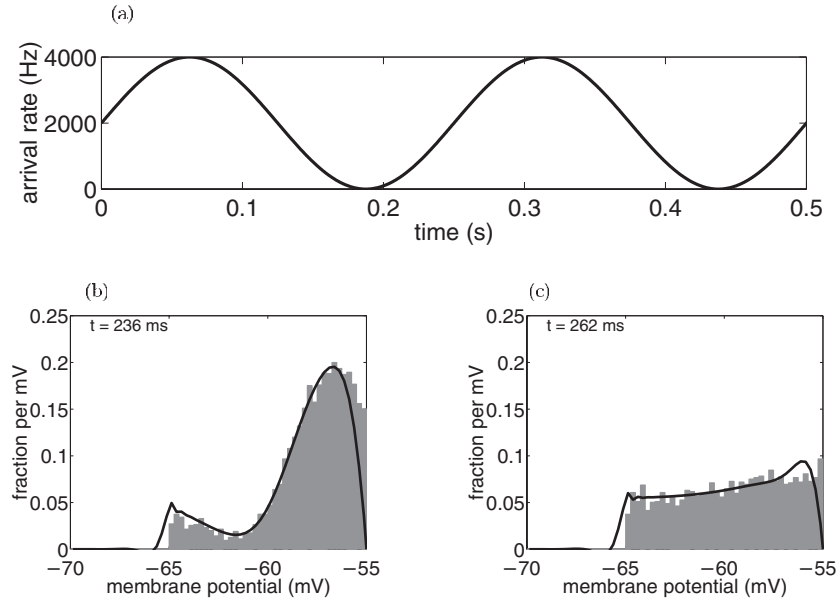 (a)
4000
2000
0
arrival rate (Hz)
0 0.1 0.2 0.3 0.4 0.5
time (s)
(b)
t = 236 ms
0.25
0.2
0.15
0.1
0.05
0
fraction per mV
−70 −65 −60 −55
membrane potential (mV)
(c)
t = 262 ms
0.25
0.2
0.15
0.1
0.05
0
fraction per mV
−70 −65 −60 −55
membrane potential (mV)